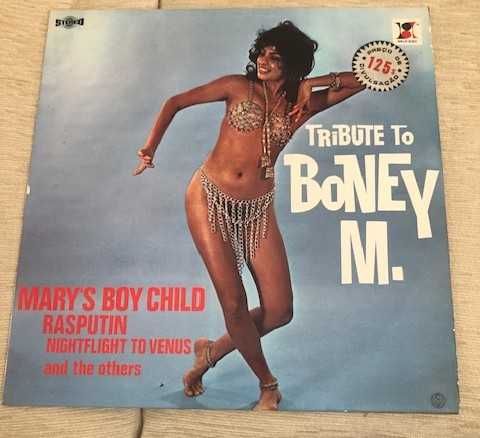 STEREO
PREÇO DE
125$
DIVULGAÇÃO
TRIBUTE TO
BONEY
M.
MARY'S BOY CHILD
RASPUTIN
NIGHTFLIGHT TO VENUS
and the others